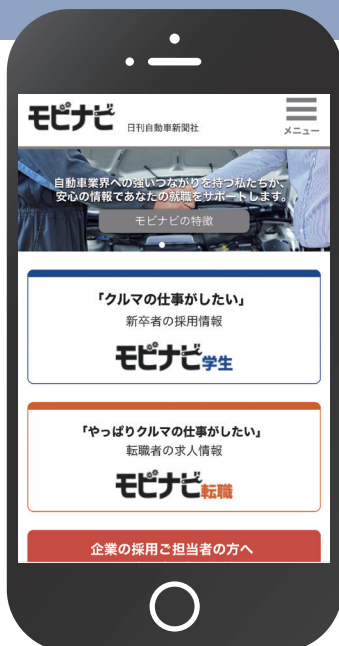 モビナビ 日刊自動車新聞社
メニュー
自動車業界への強いつながりを持つ私たちが、
安心の情報であなたの就職をサポートします。
モビナビの特徴
「クルマの仕事がしたい」
新卒者の採用情報
モビナビ学生
「やっぱりクルマの仕事がしたい」
転職者の求人情報
モビナビ転職
企業の採用ご担当者の方へ